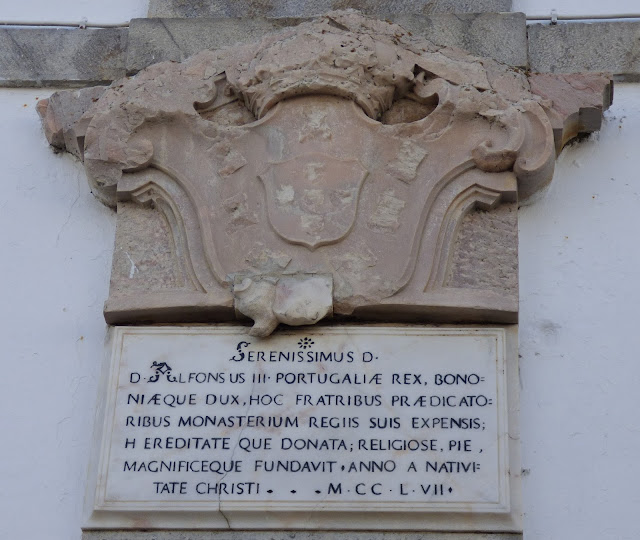 SERENISSIMUS D.
D. ALFONSUS III. PORTUGALIÆ REX, BONO=
NIÆQUE DUX, HOC FRATRIBUS PRÆDICATO=
RIBUS MONASTERIUM REGIIS SUIS EXPENSIS;
H EREDITATE QUE DONATA; RELIGIOSE, PIE,
MAGNIFICEQUE FUNDAVIT. ANNO A NATIVI=
TATE CHRISTI . . . M.CC.L.VII.